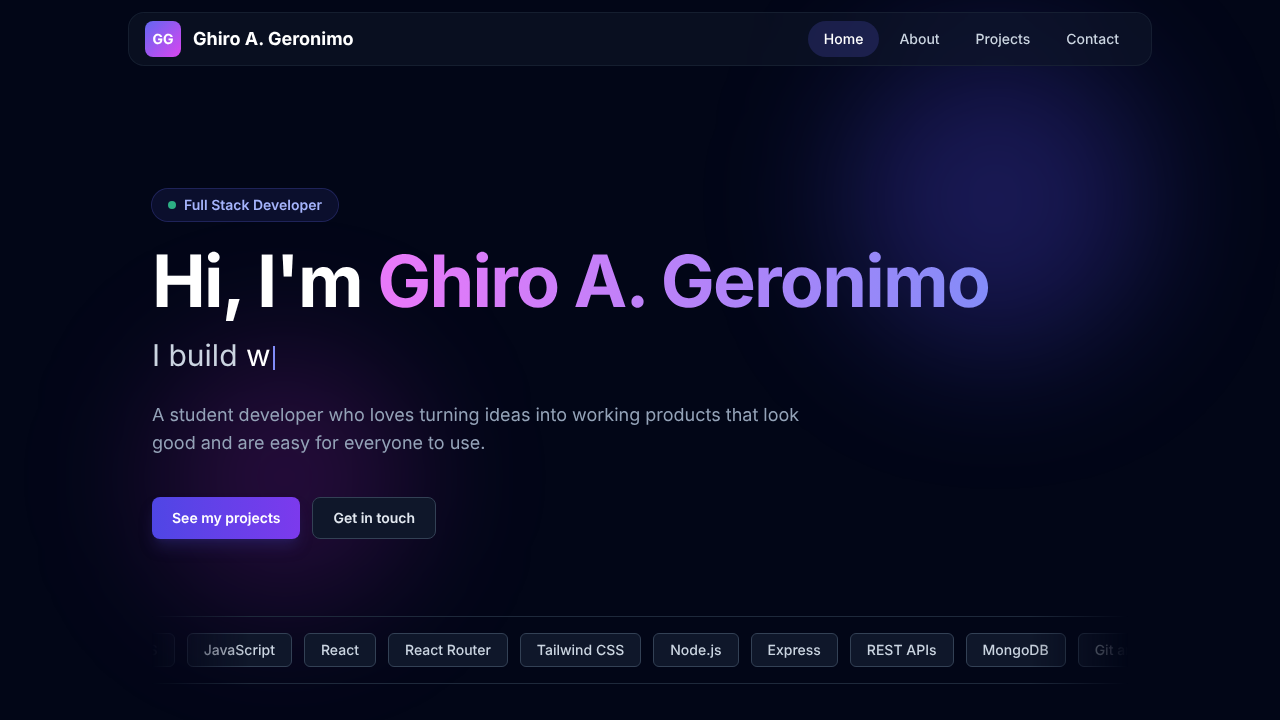 GG Ghiro A. Geronimo Home About Projects Contact
Full Stack Developer
Hi, I'm Ghiro A. Geronimo
I build w
A student developer who loves turning ideas into working products that look
good and are easy for everyone to use.
See my projects Get in touch
JavaScript React React Router Tailwind CSS Node.js Express REST APIs MongoDB Git